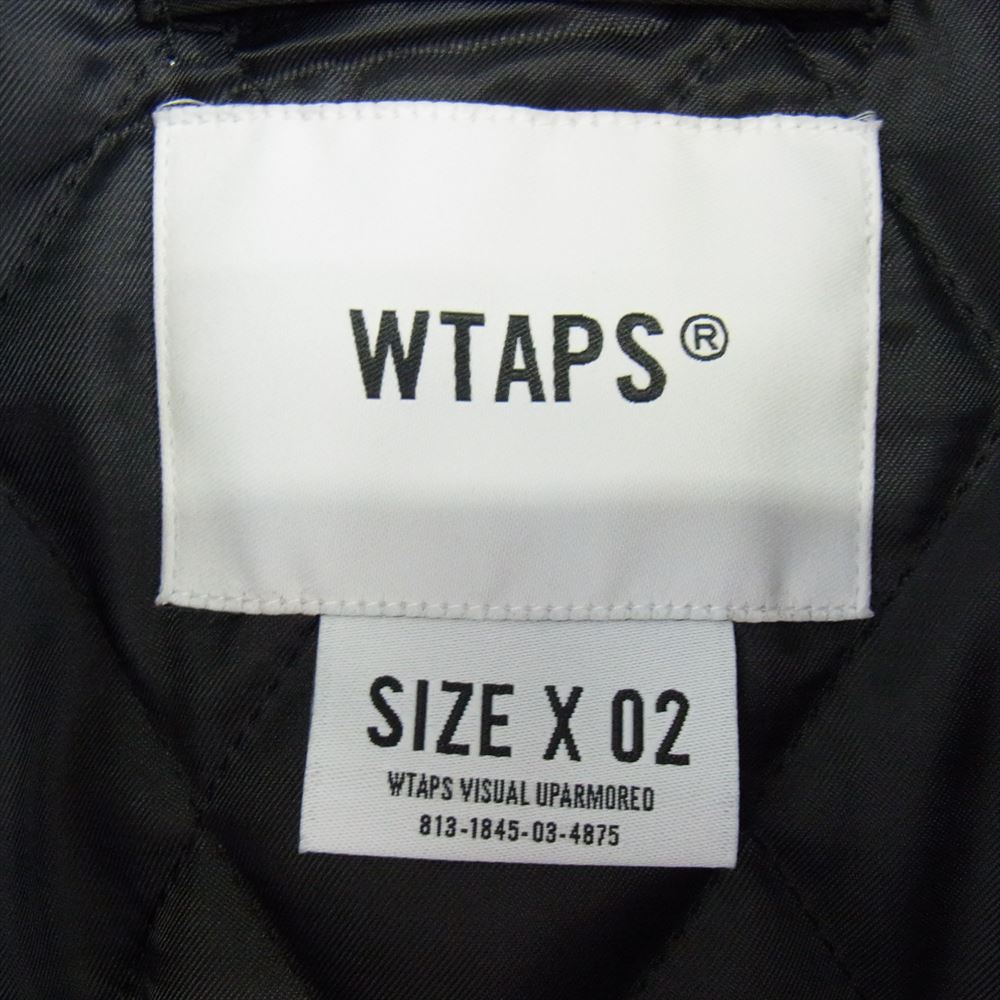 WTAPS®
SIZE X 02
WTAPS VISUAL UPARMORED
813-1845-03-4875